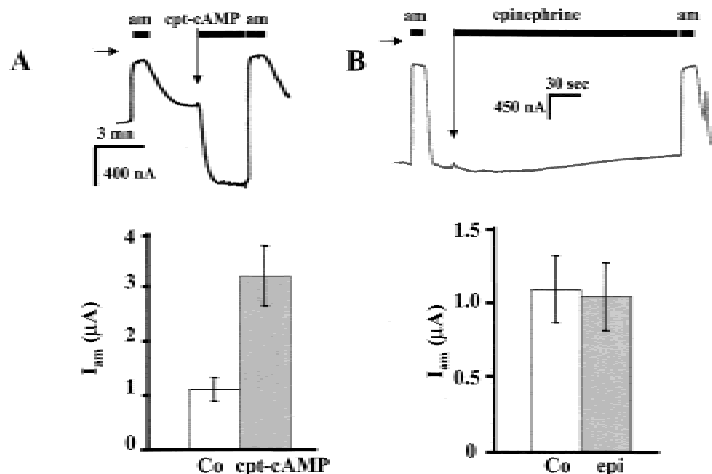 A
am cpt-cAMP am
3 mn
400 nA
B
am epinephrine am
30 sec
450 nA
4
3
2
1
0
Iam (μA)
Co cpt-cAMP
1.5
1.0
0.5
0
Iam (μA)
Co epi